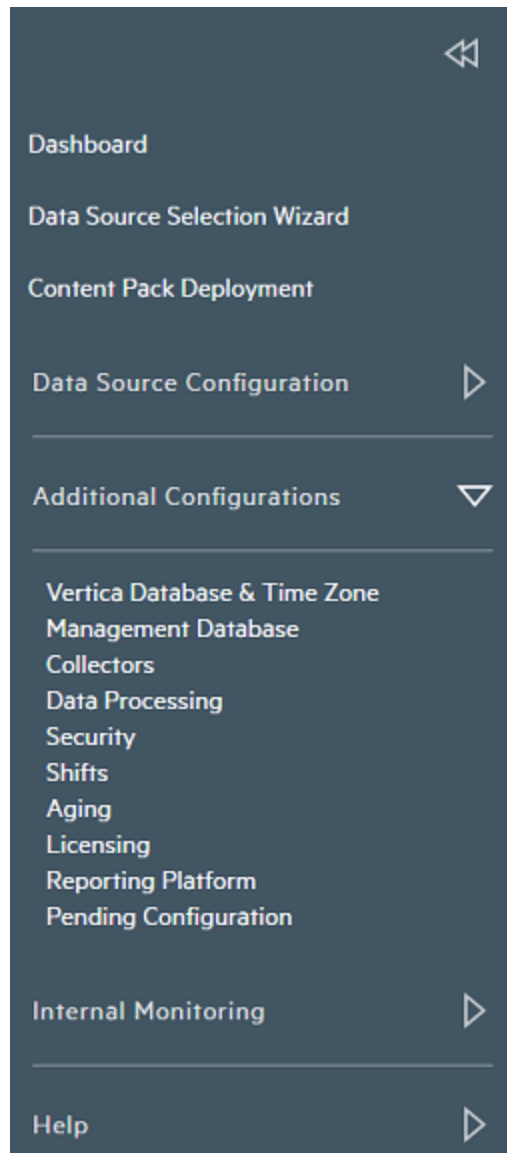 Dashboard
Data Source Selection Wizard
Content Pack Deployment
Data Source Configuration
Additional Configurations
Vertica Database & Time Zone
Management Database
Collectors
Data Processing
Security
Shifts
Aging
Licensing
Reporting Platform
Pending Configuration
Internal Monitoring
Help